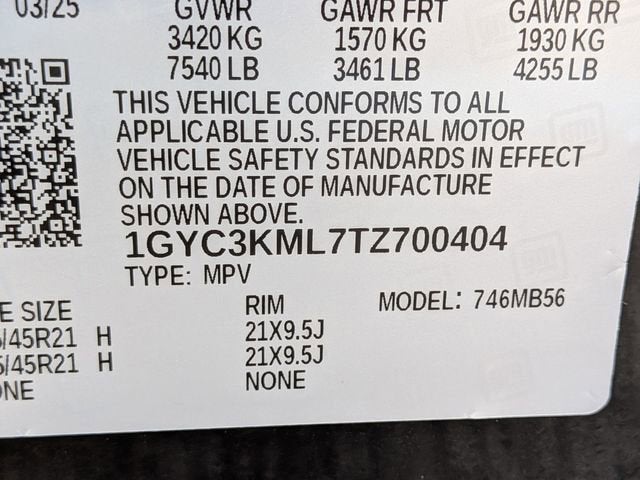 03/25 GVWR GAWR FRT GAWR RR
3420 KG 1570 KG 1930 KG
7540 LB 3461 LB 4255 LB
THIS VEHICLE CONFORMS TO ALL
APPLICABLE U.S. FEDERAL MOTOR
VEHICLE SAFETY STANDARDS IN EFFECT
ON THE DATE OF MANUFACTURE
SHOWN ABOVE.
1GYC3KML7TZ700404
TYPE: MPV
SIZE RIM MODEL: 746MB56
/45R21 H 21X9.5J
/45R21 H 21X9.5J
NONE